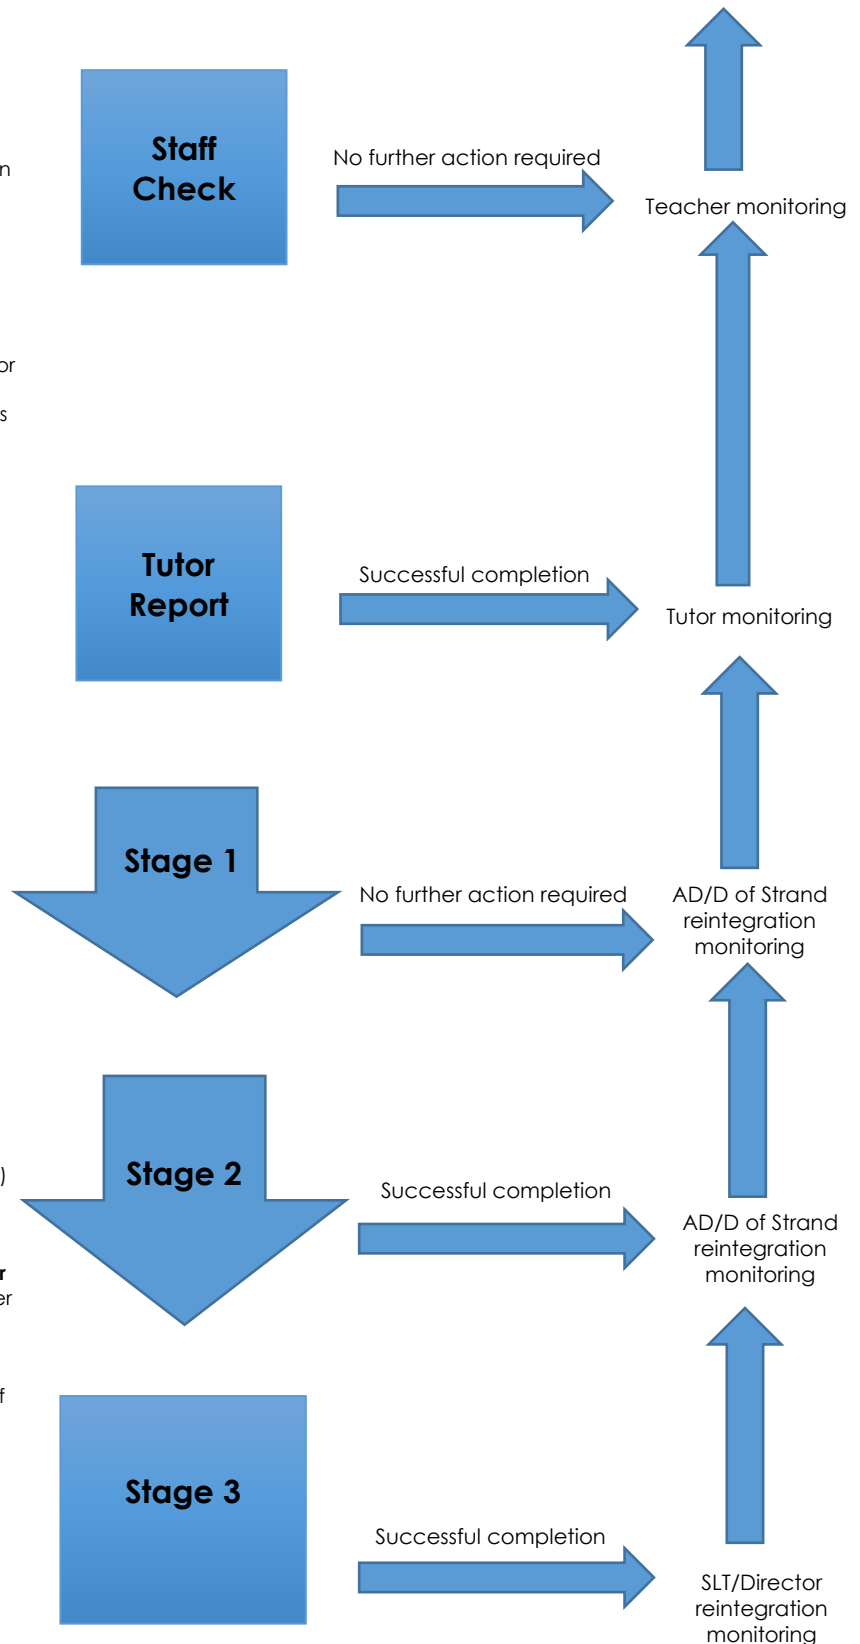 Staff
Check
n
No further action required
Teacher monitoring
or
s
Tutor
Report
Successful completion
Tutor monitoring
Stage 1
No further action required
AD/D of Strand
reintegration
monitoring
Stage 2
)
Successful completion
AD/D of Strand
reintegration
monitoring
r
er
f
Stage 3
Successful completion
SLT/Director
reintegration
monitoring